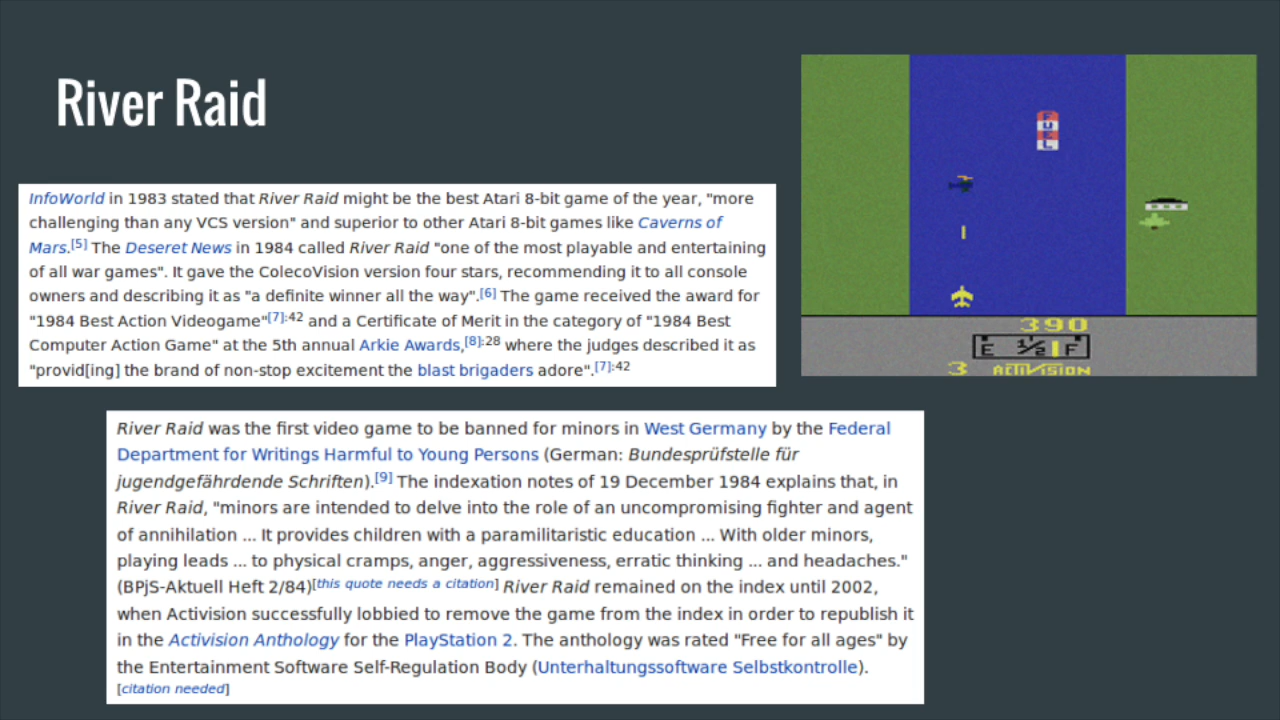 River Raid
InfoWorld in 1983 stated that River Raid might be the best Atari 8-bit game of the year, "more
challenging than any VCS version" and superior to other Atari 8-bit games like Caverns of
Mars.[5] The Deseret News in 1984 called River Raid "one of the most playable and entertaining
of all war games". It gave the ColecoVision version four stars, recommending it to all console
owners and describing it as "a definite winner all the way".[6] The game received the award for
"1984 Best Action Videogame"[7]:42 and a Certificate of Merit in the category of "1984 Best
Computer Action Game" at the 5th annual Arkie Awards,[8]:28 where the judges described it as
"provid[ing] the brand of non-stop excitement the blast brigaders adore".[7]:42
FUEL
390
E 1/2 F
3 ACTIVISION
River Raid was the first video game to be banned for minors in West Germany by the Federal
Department for Writings Harmful to Young Persons (German: Bundesprüfstelle für
jugendgefährdende Schriften).[9] The indexation notes of 19 December 1984 explains that, in
River Raid, "minors are intended to delve into the role of an uncompromising fighter and agent
of annihilation ... It provides children with a paramilitaristic education ... With older minors,
playing leads ... to physical cramps, anger, aggressiveness, erratic thinking ... and headaches."
(BPjS-Aktuell Heft 2/84)[this quote needs a citation] River Raid remained on the index until 2002,
when Activision successfully lobbied to remove the game from the index in order to republish it
in the Activision Anthology for the PlayStation 2. The anthology was rated "Free for all ages" by
the Entertainment Software Self-Regulation Body (Unterhaltungssoftware Selbstkontrolle).
[citation needed]